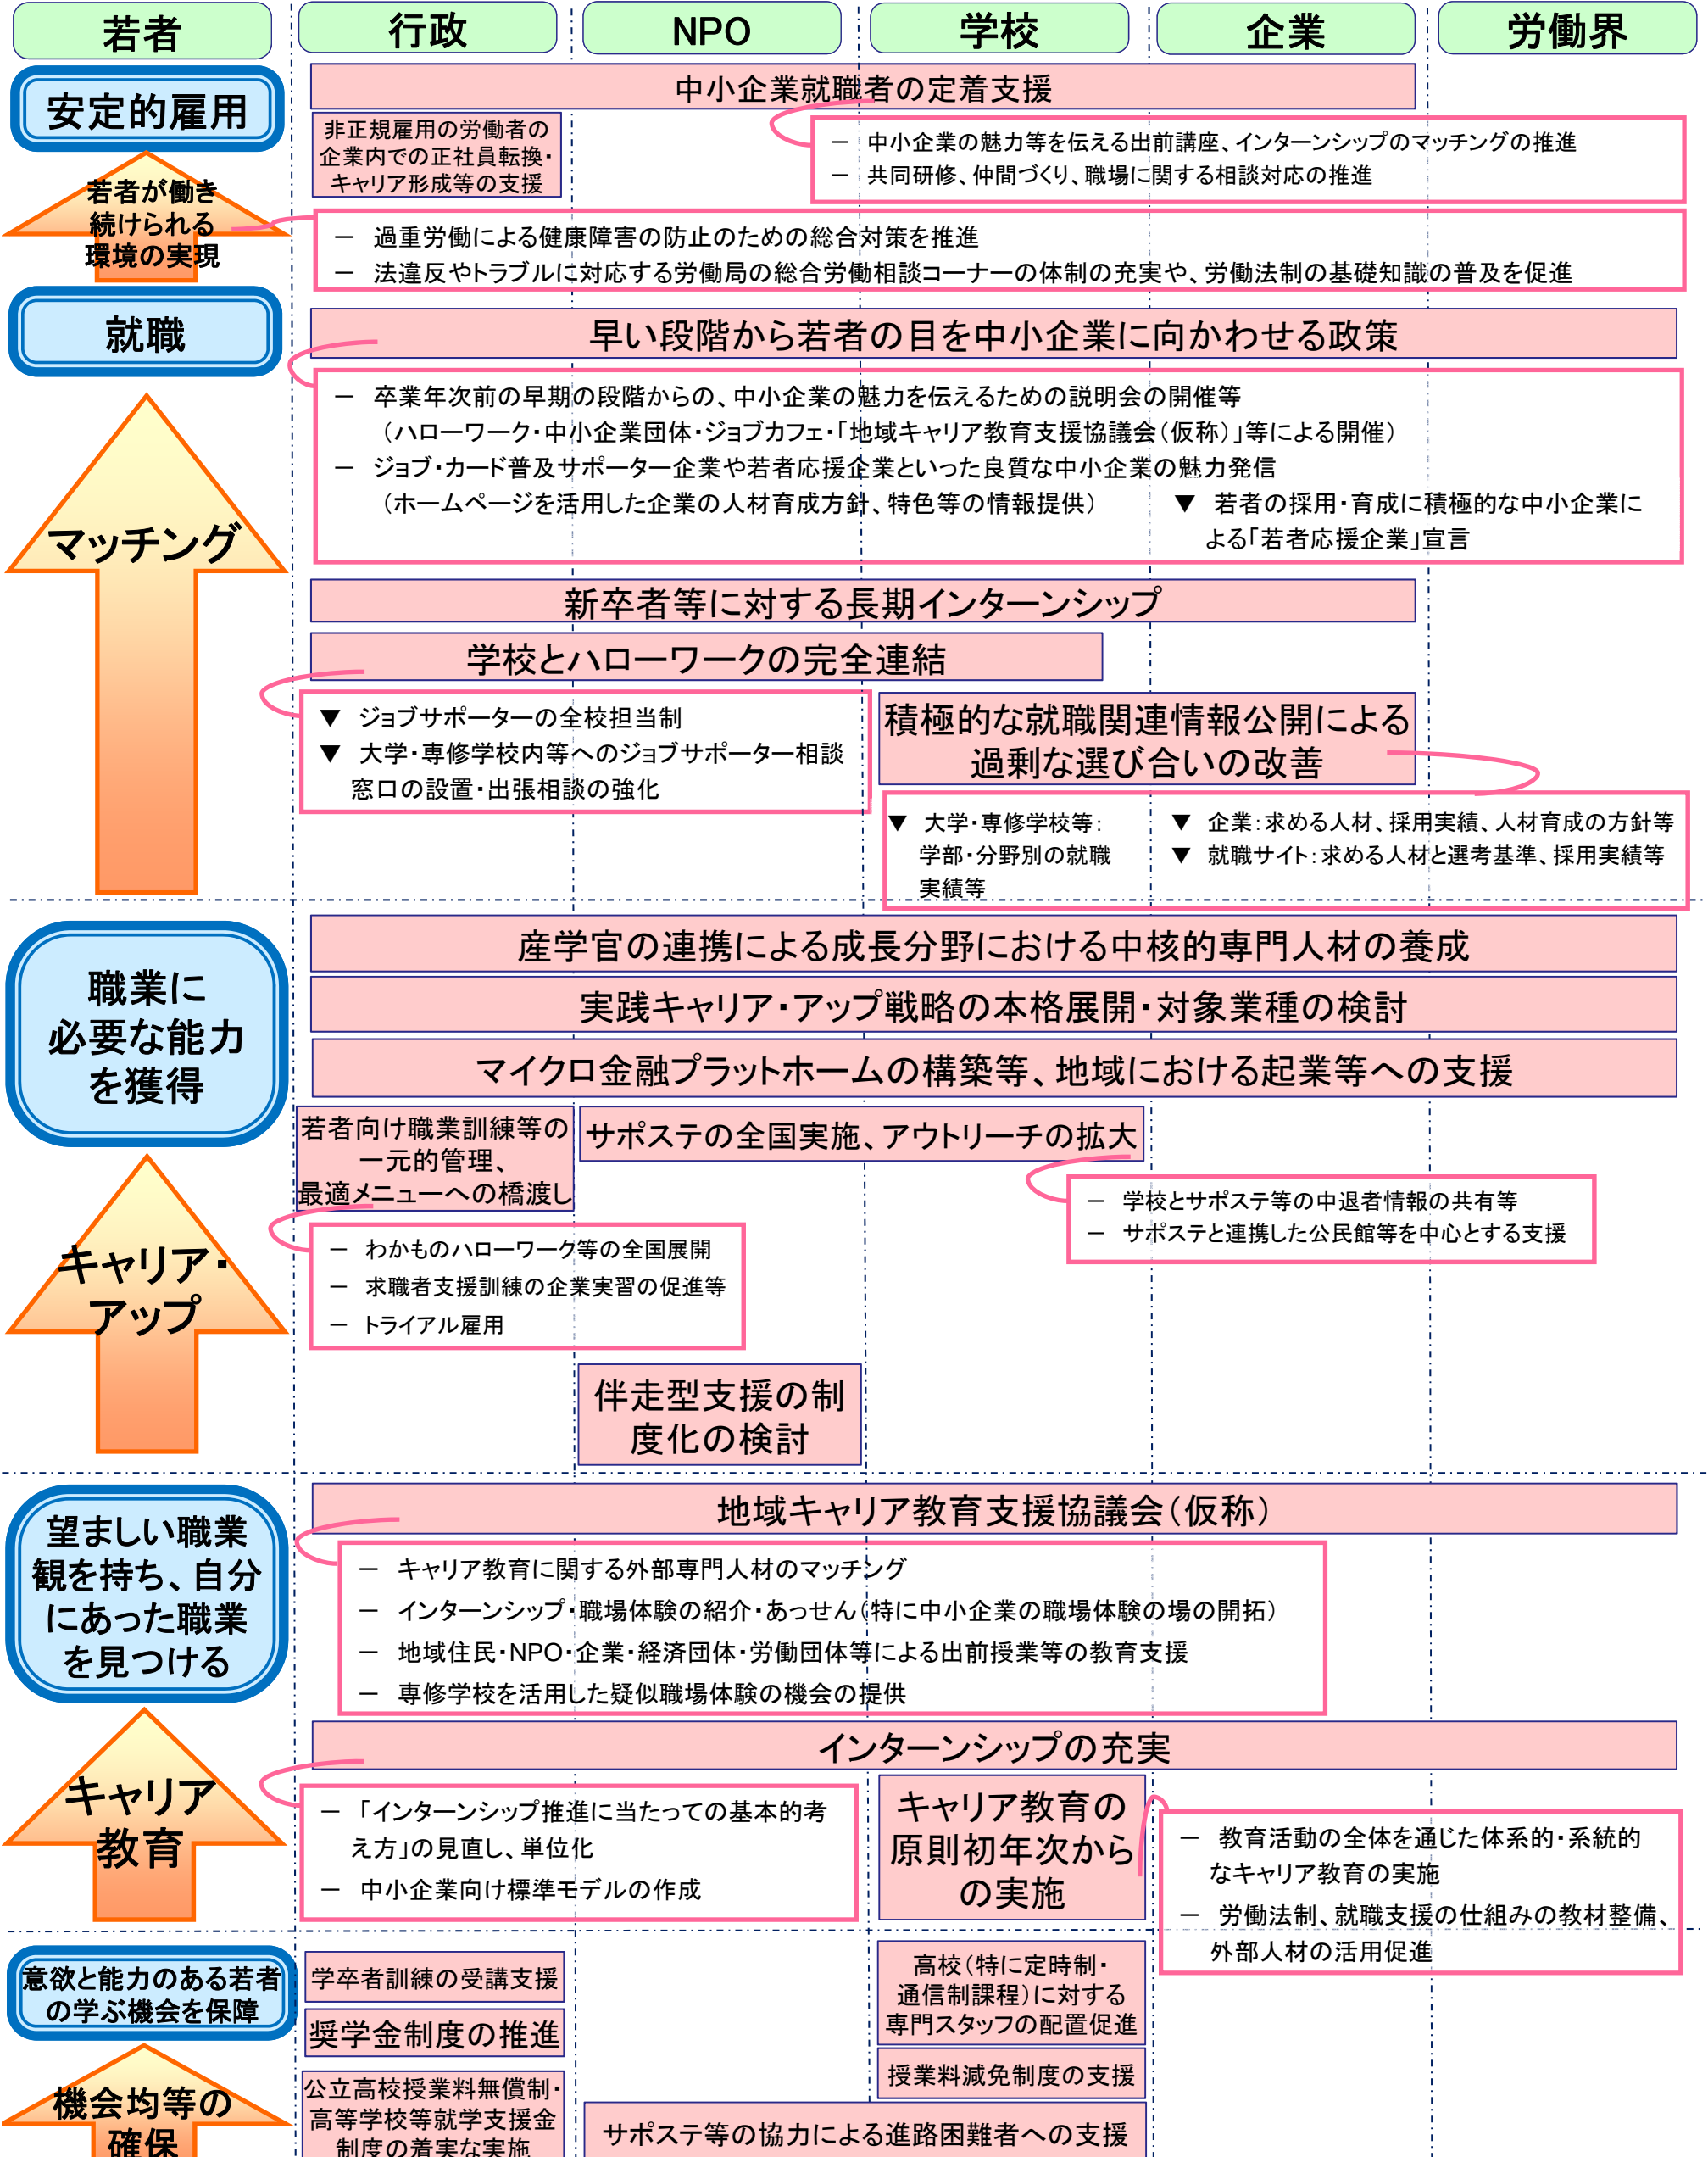 若者
行政
NPO
学校
企業
労働界
安定的雇用
中小企業就職者の定着支援
非正規雇用の労働者の
企業内での正社員転換・
キャリア形成等の支援
－ 中小企業の魅力等を伝える出前講座、インターンシップのマッチングの推進
－ 共同研修、仲間づくり、職場に関する相談対応の推進
若者が働き
続けられる
環境の実現
－ 過重労働による健康障害の防止のための総合対策を推進
－ 法違反やトラブルに対応する労働局の総合労働相談コーナーの体制の充実や、労働法制の基礎知識の普及を促進
就職
早い段階から若者の目を中小企業に向かわせる政策
－ 卒業年次前の早期の段階からの、中小企業の魅力を伝えるための説明会の開催等
（ハローワーク・中小企業団体・ジョブカフェ・「地域キャリア教育支援協議会（仮称）」等による開催）
－ ジョブ・カード普及サポーター企業や若者応援企業といった良質な中小企業の魅力発信
（ホームページを活用した企業の人材育成方針、特色等の情報提供）
▼ 若者の採用・育成に積極的な中小企業に
よる「若者応援企業」宣言
マッチング
新卒者等に対する長期インターンシップ
学校とハローワークの完全連結
▼ ジョブサポーターの全校担当制
▼ 大学・専修学校内等へのジョブサポーター相談
窓口の設置・出張相談の強化
積極的な就職関連情報公開による
過剰な選び合いの改善
▼ 大学・専修学校等：
学部・分野別の就職
実績等
▼ 企業：求める人材、採用実績、人材育成の方針等
▼ 就職サイト：求める人材と選考基準、採用実績等
職業に
必要な能力
を獲得
産学官の連携による成長分野における中核的専門人材の養成
実践キャリア・アップ戦略の本格展開・対象業種の検討
マイクロ金融プラットホームの構築等、地域における起業等への支援
若者向け職業訓練等の
一元的管理、
最適メニューへの橋渡し
サポステの全国実施、アウトリーチの拡大
－ 学校とサポステ等の中退者情報の共有等
－ サポステと連携した公民館等を中心とする支援
キャリア・
アップ
－ わかものハローワーク等の全国展開
－ 求職者支援訓練の企業実習の促進等
－ トライアル雇用
伴走型支援の制
度化の検討
望ましい職業
観を持ち、自分
にあった職業
を見つける
地域キャリア教育支援協議会（仮称）
－ キャリア教育に関する外部専門人材のマッチング
－ インターンシップ・職場体験の紹介・あっせん（特に中小企業の職場体験の場の開拓）
－ 地域住民・NPO・企業・経済団体・労働団体等による出前授業等の教育支援
－ 専修学校を活用した疑似職場体験の機会の提供
インターンシップの充実
キャリア
教育
－ 「インターンシップ推進に当たっての基本的考
え方」の見直し、単位化
－ 中小企業向け標準モデルの作成
キャリア教育の
原則初年次から
の実施
－ 教育活動の全体を通じた体系的・系統的
なキャリア教育の実施
－ 労働法制、就職支援の仕組みの教材整備、
外部人材の活用促進
意欲と能力のある若者
の学ぶ機会を保障
学卒者訓練の受講支援
奨学金制度の推進
高校（特に定時制・
通信制課程）に対する
専門スタッフの配置促進
授業料減免制度の支援
機会均等の
確保
公立高校授業料無償制・
高等学校等就学支援金
制度の着実な実施
サポステ等の協力による進路困難者への支援